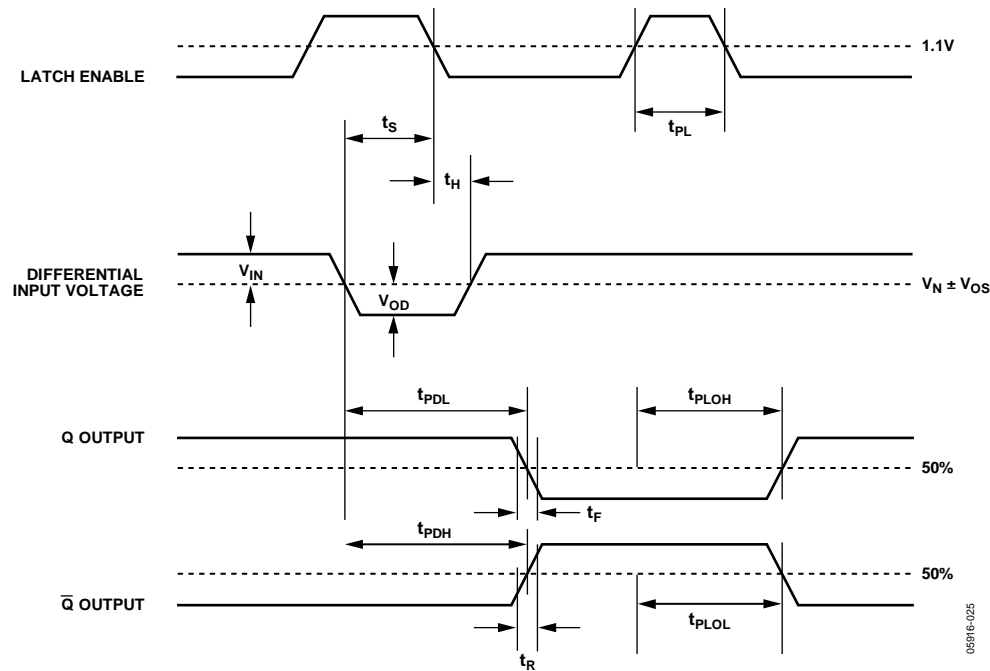 1.1V
LATCH ENABLE
tS
tPL
tH
VIN
DIFFERENTIAL
INPUT VOLTAGE
VN ± VOS
VOD
tPDL
tPLOH
Q OUTPUT
50%
tF
tPDH
50%
Q̅ OUTPUT
tPLOL
tR
05916-025